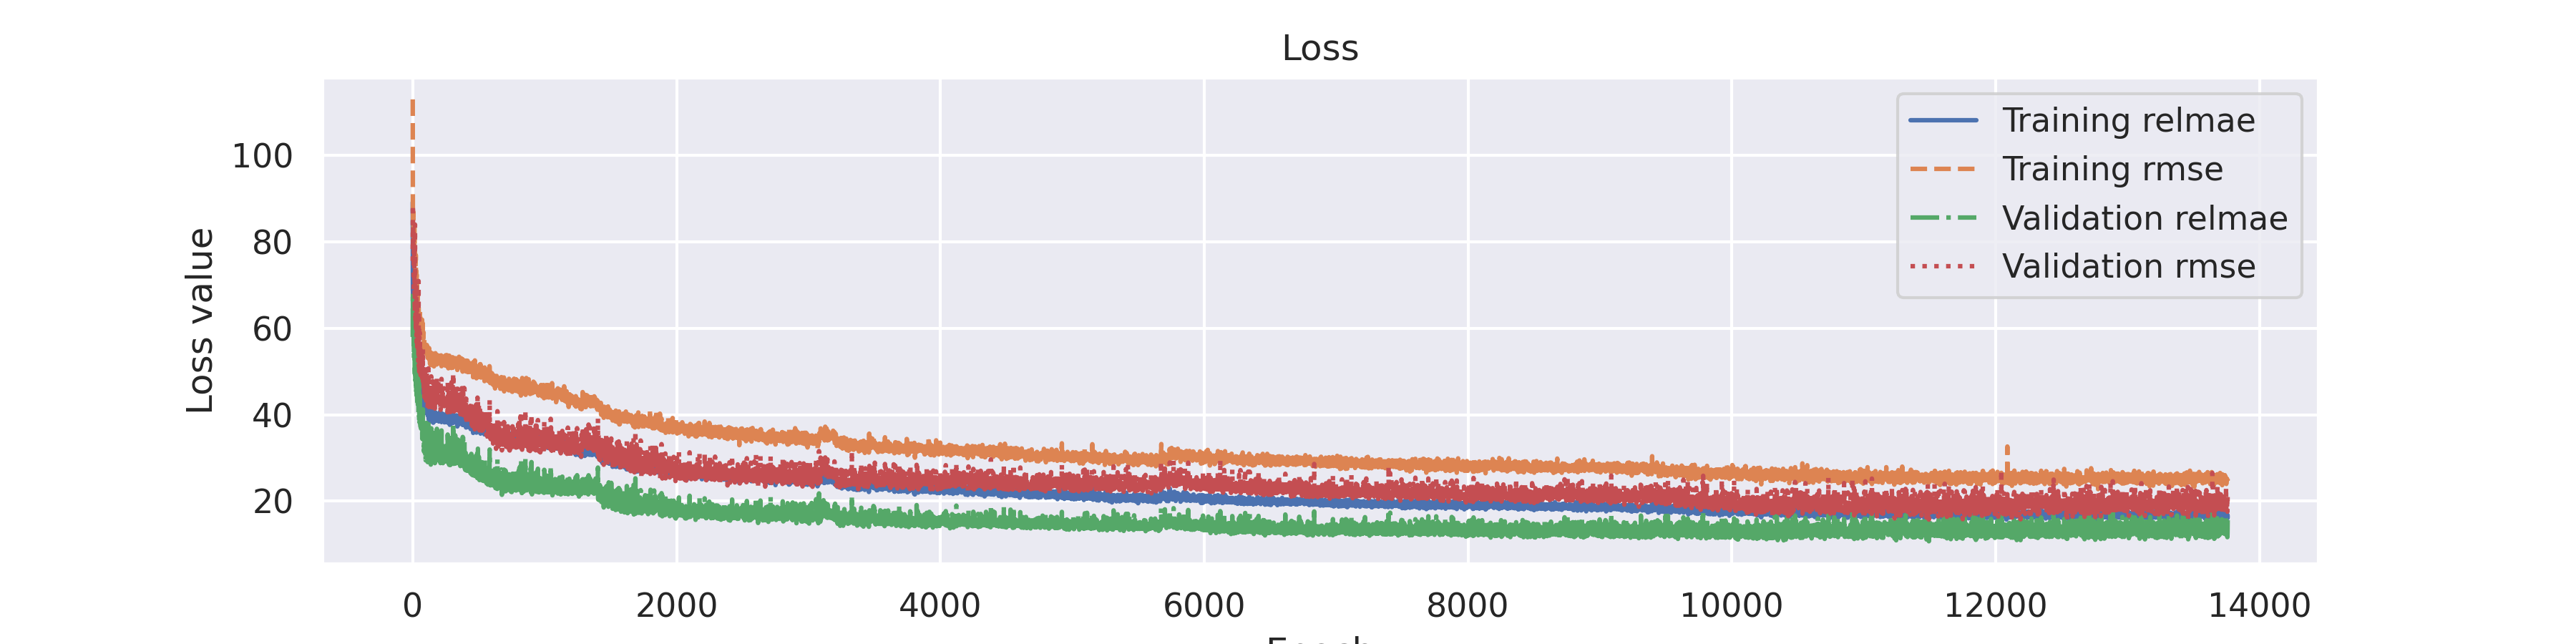 Loss
Loss value
100
80
60
40
20
Training relmae
Training rmse
Validation relmae
Validation rmse
0 2000 4000 6000 8000 10000 12000 14000